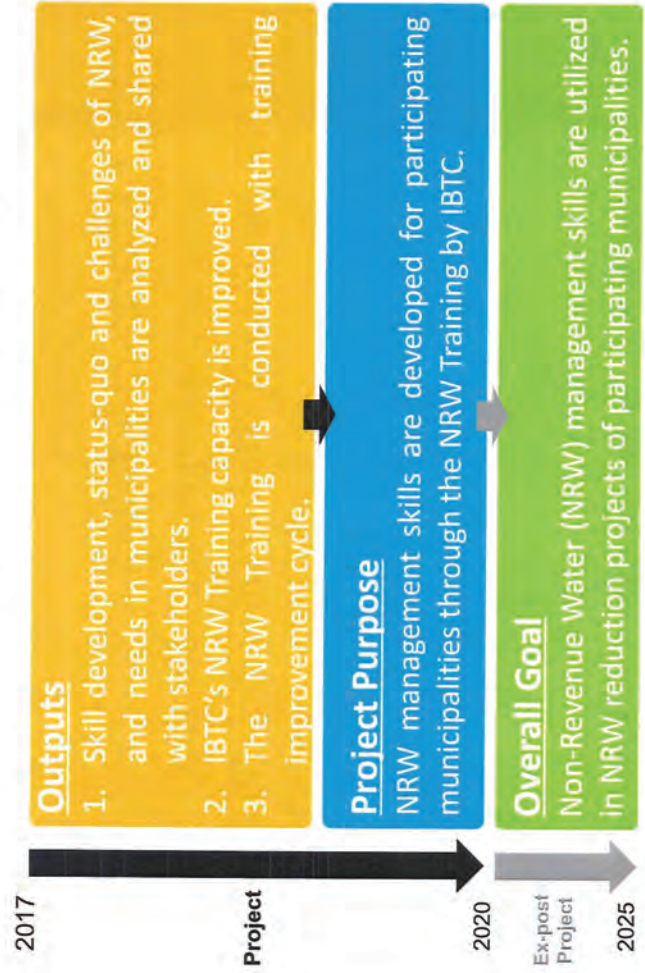 2017
Project
2020
Ex-post
Project
2025
Outputs
1. Skill development, status-quo and challenges of NRW,
and needs in municipalities are analyzed and shared
with stakeholders.
2. IBTC's NRW Training capacity is improved.
3. The NRW Training is conducted with training
improvement cycle.
Project Purpose
NRW management skills are developed for participating
municipalities through the NRW Training by IBTC.
Overall Goal
Non-Revenue Water (NRW) management skills are utilized
in NRW reduction projects of participating municipalities.